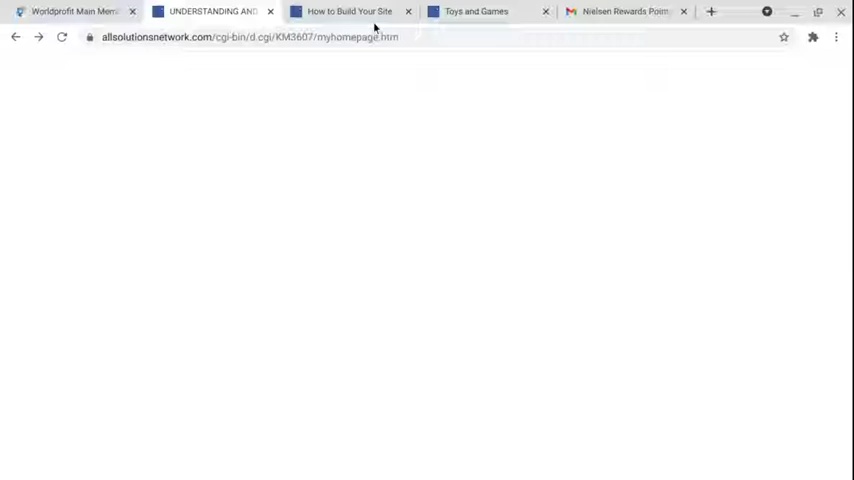 Worldprofit Main Mem
UNDERSTANDING AND
How to Build Your Site
Toys and Games
Nielsen Rewards Poin
allsolutionsnetwork.com/cgi-bin/d.cgi/KM3607/myhomepage.htm